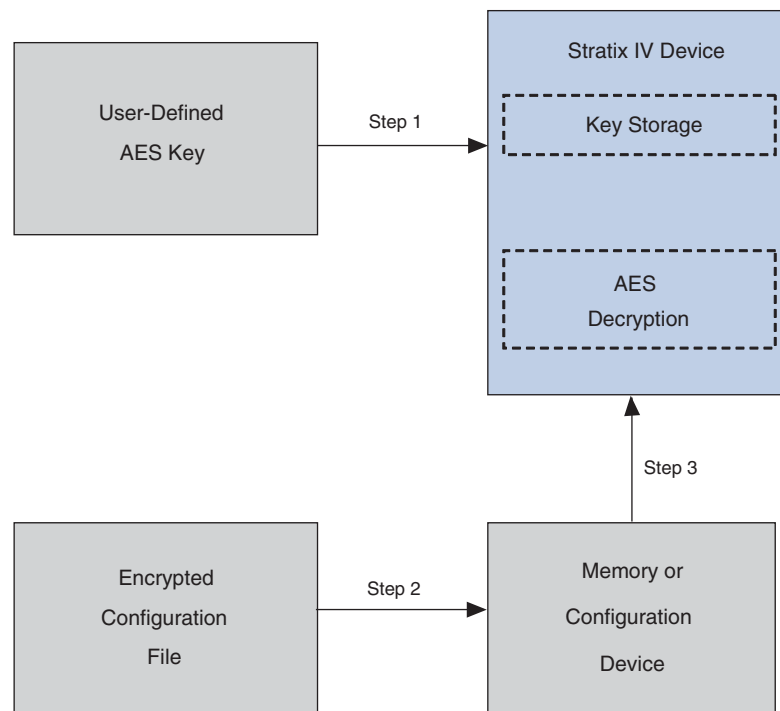 User-Defined
AES Key
Step 1
Stratix IV Device
Key Storage
AES
Decryption
Step 3
Encrypted
Configuration
File
Step 2
Memory or
Configuration
Device